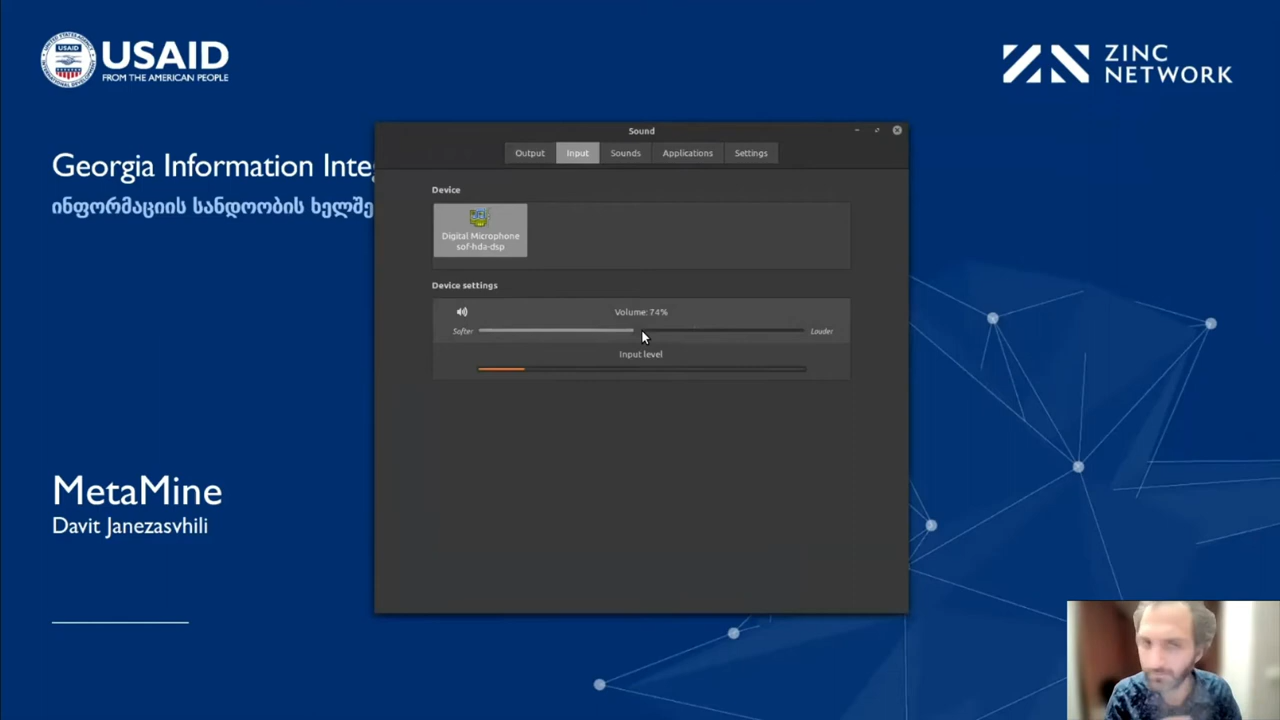 USAID
FROM THE AMERICAN PEOPLE
ZINC
NETWORK
Georgia Information Inte
ინფორმაციის სანდოობის ხელშე
Sound
Output
Input
Sounds
Applications
Settings
Device
Digital Microphone
sof-hda-dsp
Device settings
Volume: 74%
Softer
Louder
Input level
MetaMine
Davit Janezasvhili